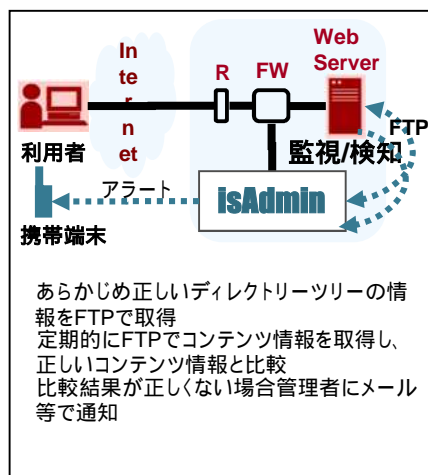 Web
Server
In
te
r
n
et
R
FW
FTP
利用者
監視/検知
アラート
isAdmin
携帯端末
あらかじめ正しいディレクトリーツリーの情
報をFTPで取得
定期的にFTPでコンテンツ情報を取得し、
正しいコンテンツ情報と比較
比較結果が正しくない場合管理者にメール
等で通知